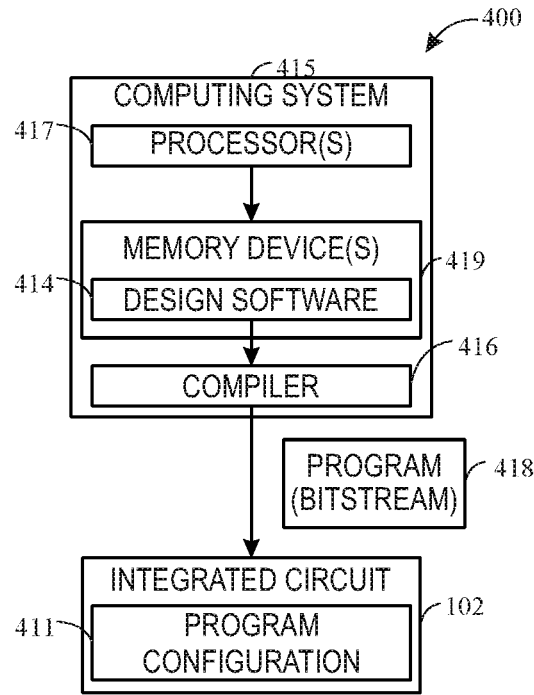 400
415
COMPUTING SYSTEM
417
PROCESSOR(S)
MEMORY DEVICE(S)
419
414
DESIGN SOFTWARE
416
COMPILER
PROGRAM
(BITSTREAM)
418
INTEGRATED CIRCUIT
102
411
PROGRAM
CONFIGURATION